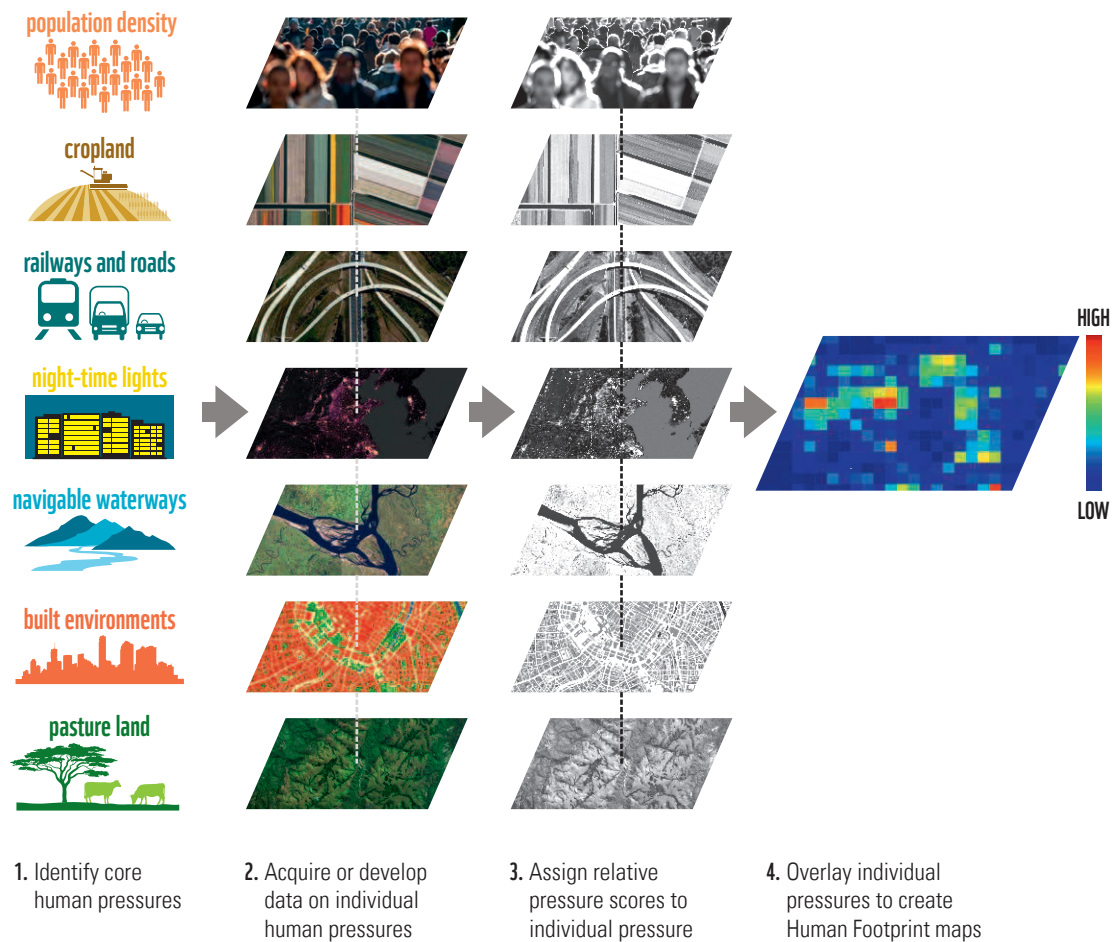 population density
cropland
railways and roads
night-time lights
navigable waterways
built environments
pasture land
HIGH
LOW
1. Identify core
human pressures
2. Acquire or develop
data on individual
human pressures
3. Assign relative
pressure scores to
individual pressure
4. Overlay individual
pressures to create
Human Footprint maps